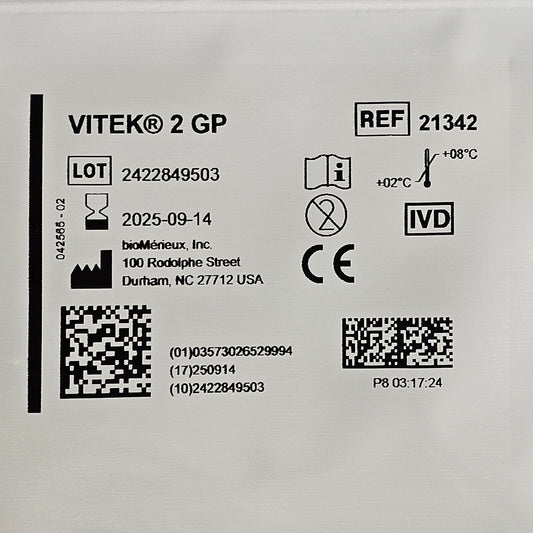 VITEK® 2 GP
REF 21342
LOT 2422849503
i
+02°C +08°C
2025-09-14
2
IVD
042565 - 02
bioMérieux, Inc.
100 Rodolphe Street
Durham, NC 27712 USA
CE
(01)03573026529994
(17)250914
(10)2422849503
P8 03:17:24